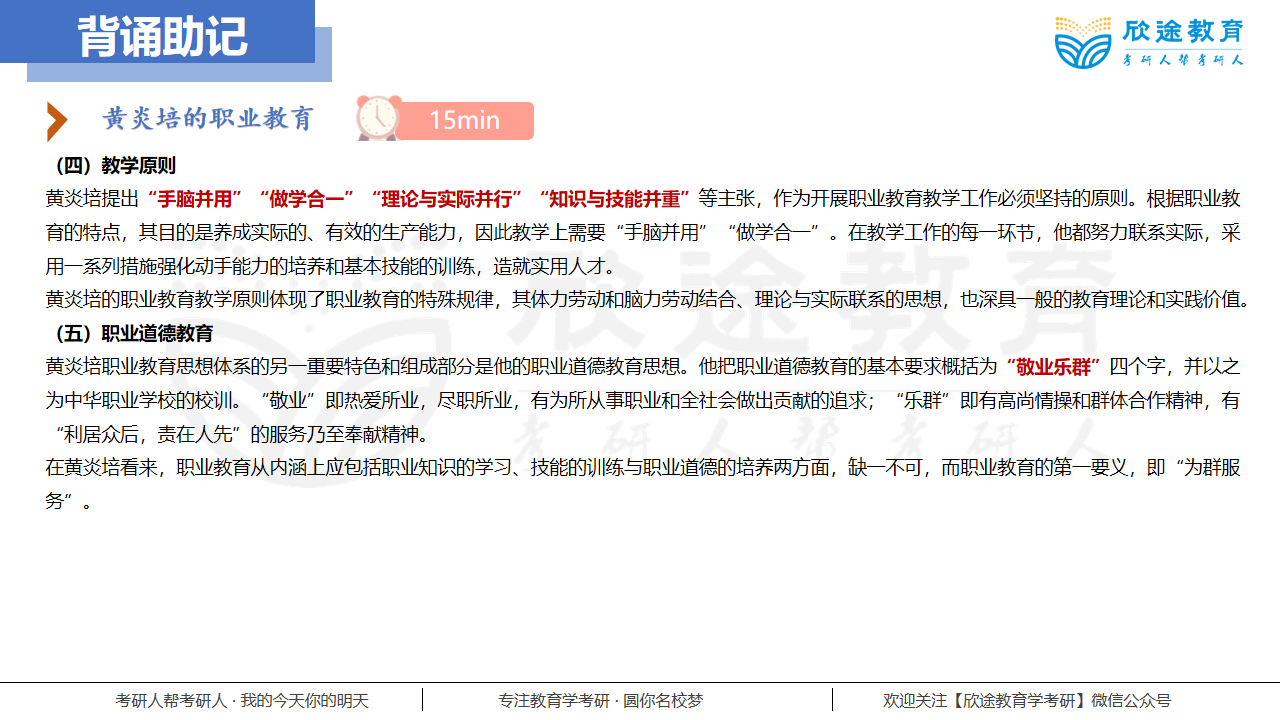 背诵助记
欣途教育
考研人帮考研人
黄炎培的职业教育
15min
（四）教学原则
黄炎培提出“手脑并用”“做学合一”“理论与实际并行”“知识与技能并重”等主张，作为开展职业教育教学工作必须坚持的原则。根据职业教
育的特点，其目的是养成实际的、有效的生产能力，因此教学上需要“手脑并用”“做学合一”。在教学工作的每一环节，他都努力联系实际，采
用一系列措施强化动手能力的培养和基本技能的训练，造就实用人才。
黄炎培的职业教育教学原则体现了职业教育的特殊规律，其体力劳动和脑力劳动结合、理论与实际联系的思想，也深具一般的教育理论和实践价值。
（五）职业道德教育
黄炎培职业教育思想体系的另一重要特色和组成部分是他的职业道德教育思想。他把职业道德教育的基本要求概括为“敬业乐群”四个字，并以之
为中华职业学校的校训。“敬业”即热爱所业，尽职所业，有为所从事职业和全社会做出贡献的追求；“乐群”即有高尚情操和群体合作精神，有
“利居众后，责在人先”的服务乃至奉献精神。
在黄炎培看来，职业教育从内涵上应包括职业知识的学习、技能的训练与职业道德的培养两方面，缺一不可，而职业教育的第一要义，即“为群服
务”。
欣途教育
考研人帮考研人
考研人帮考研人 · 我的今天你的明天
专注教育学考研 · 圆你名校梦
欢迎关注【欣途教育学考研】微信公众号